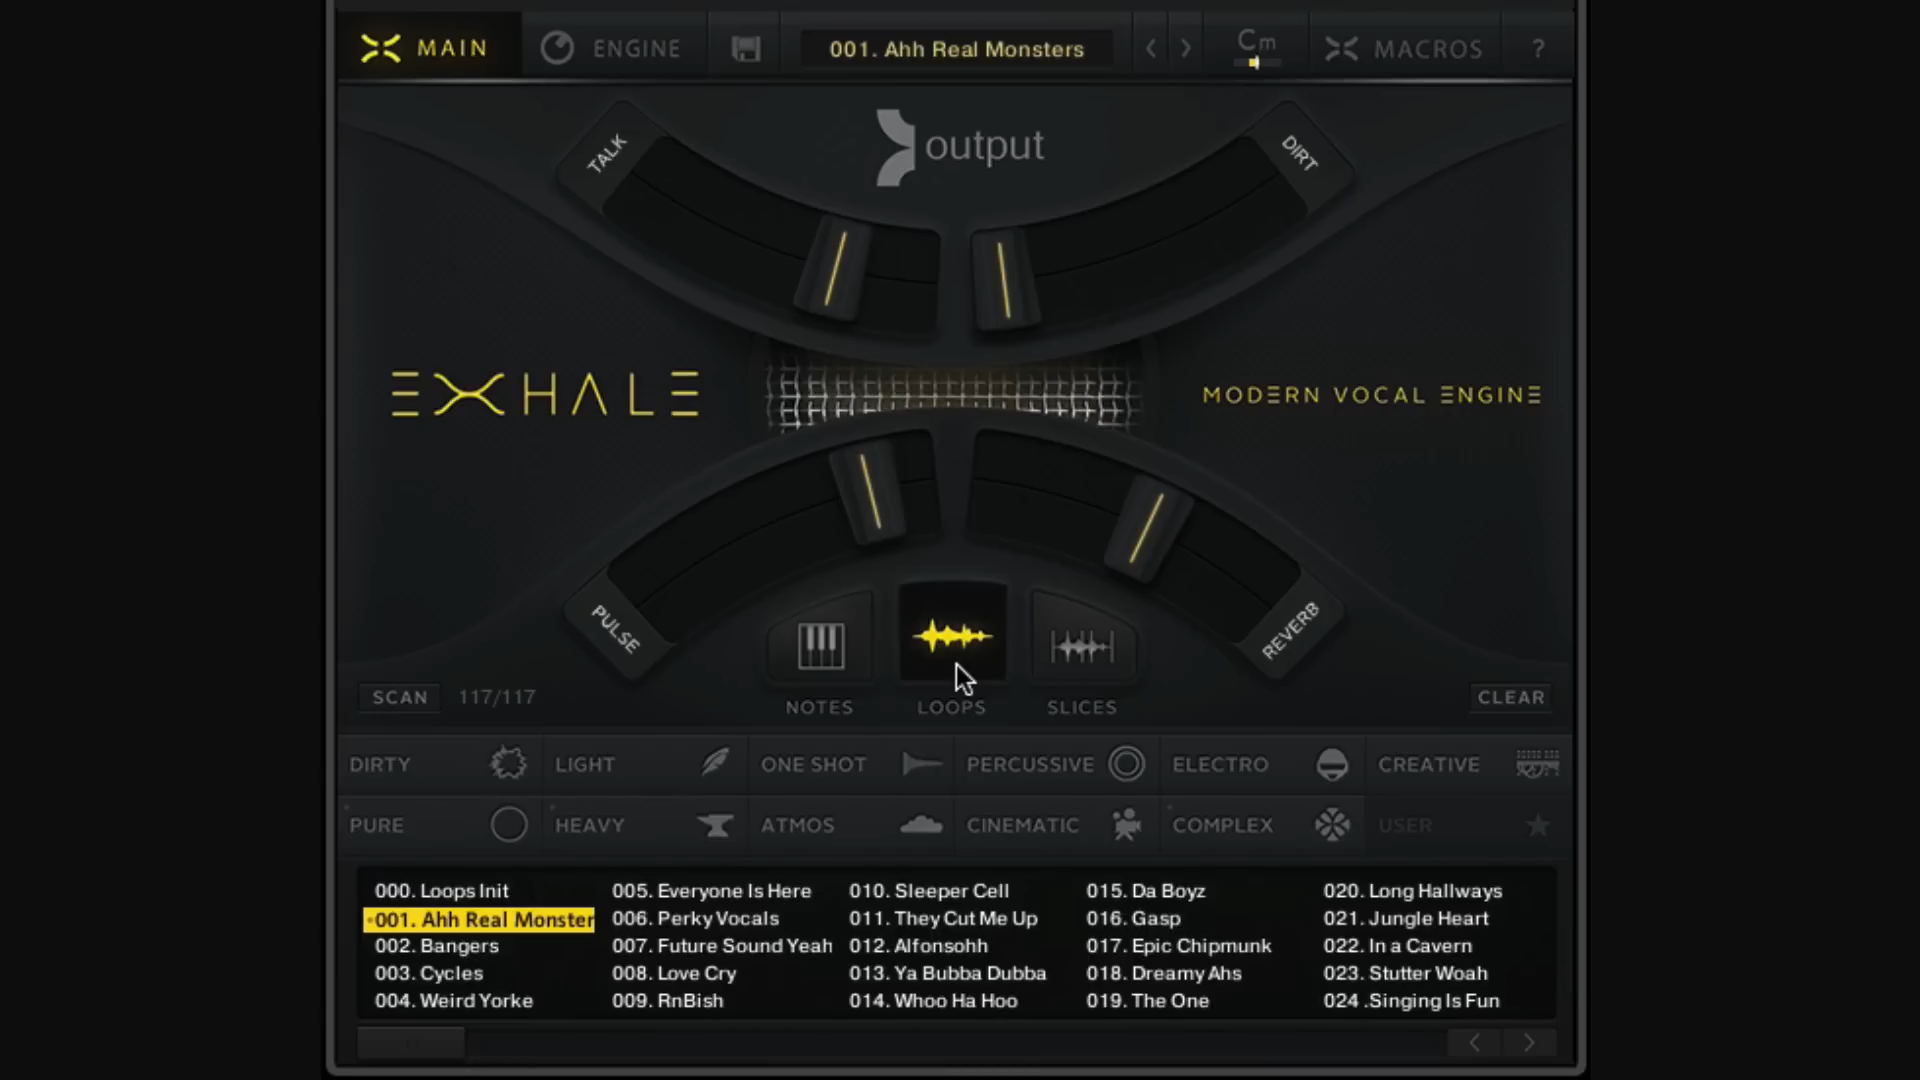 MAIN
ENGINE
001. Ahh Real Monsters
Cm
MACROS
?
TALK
output
DIRT
EXHALE
MODERN VOCAL ENGINE
PULSE
REVERB
SCAN 117/117
NOTES
LOOPS
SLICES
CLEAR
DIRTY
LIGHT
ONE SHOT
PERCUSSIVE
ELECTRO
CREATIVE
PURE
HEAVY
ATMOS
CINEMATIC
COMPLEX
USER
000. Loops Init
001. Ahh Real Monster
002. Bangers
003. Cycles
004. Weird Yorke
005. Everyone Is Here
006. Perky Vocals
007. Future Sound Yeah
008. Love Cry
009. RnBish
010. Sleeper Cell
011. They Cut Me Up
012. Alfonsohh
013. Ya Bubba Dubba
014. Whoo Ha Hoo
015. Da Boyz
016. Gasp
017. Epic Chipmunk
018. Dreamy Ahs
019. The One
020. Long Hallways
021. Jungle Heart
022. In a Cavern
023. Stutter Woah
024 .Singing Is Fun